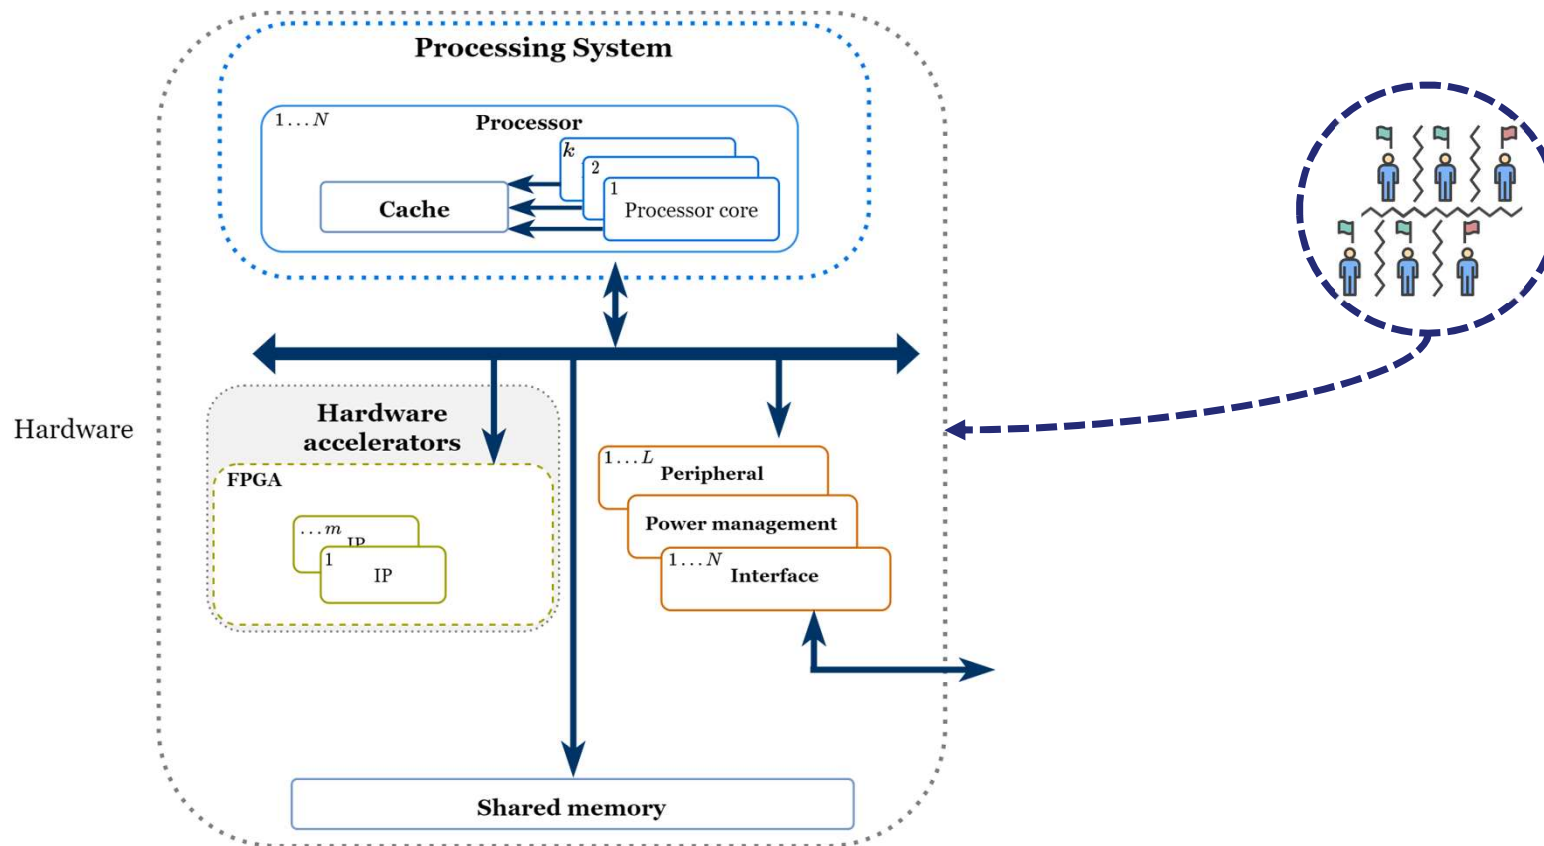 Processing System
1...N
Processor
k
2
1
Cache
Processor core
Hardware
Hardware
accelerators
FPGA
...m
IP
1
IP
1...L
Peripheral
Power management
1...N
Interface
Shared memory